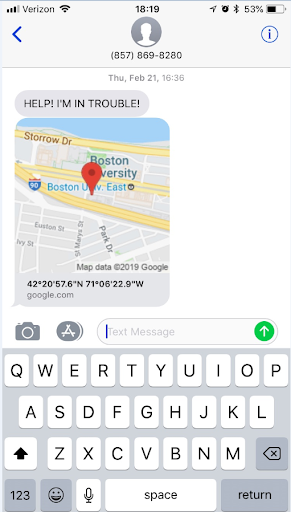 Verizon 18:19 53%
(857) 869-8280
Thu, Feb 21, 16:36
HELP! I'M IN TROUBLE!
Storrow Dr
Boston
University
90
Boston Univ. East
Euston St
St Marys St
Ivy St
Park Dr
Map data ©2019 Google
42°20'57.6"N 71°06'22.9"W
google.com
Text Message
Q W E R T Y U I O P
A S D F G H J K L
Z X C V B N M
123 space return